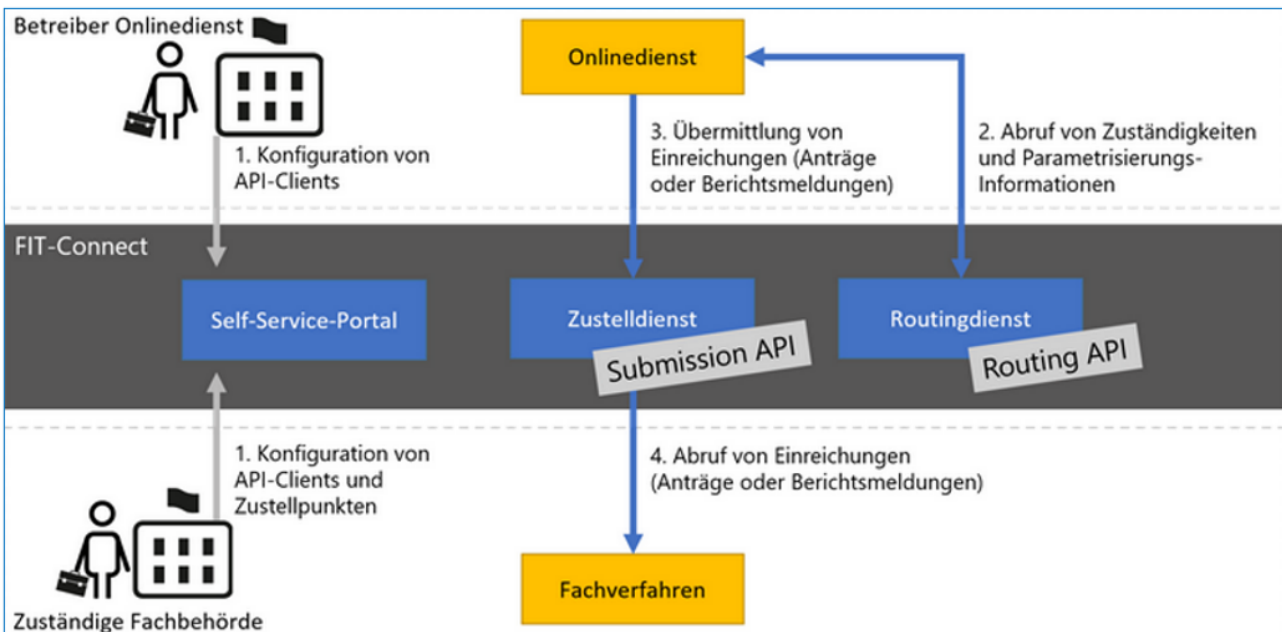 Betreiber Onlinedienst
Onlinedienst
1. Konfiguration von
API-Clients
3. Übermittlung von
Einreichungen (Anträge
oder Berichtsmeldungen)
2. Abruf von Zuständigkeiten
und Parametrisierungs-
Informationen
FIT-Connect
Self-Service-Portal
Zustelldienst
Submission API
Routingdienst
Routing API
1. Konfiguration von
API-Clients und
Zustellpunkten
4. Abruf von Einreichungen
(Anträge oder Berichtsmeldungen)
Fachverfahren
Zuständige Fachbehörde